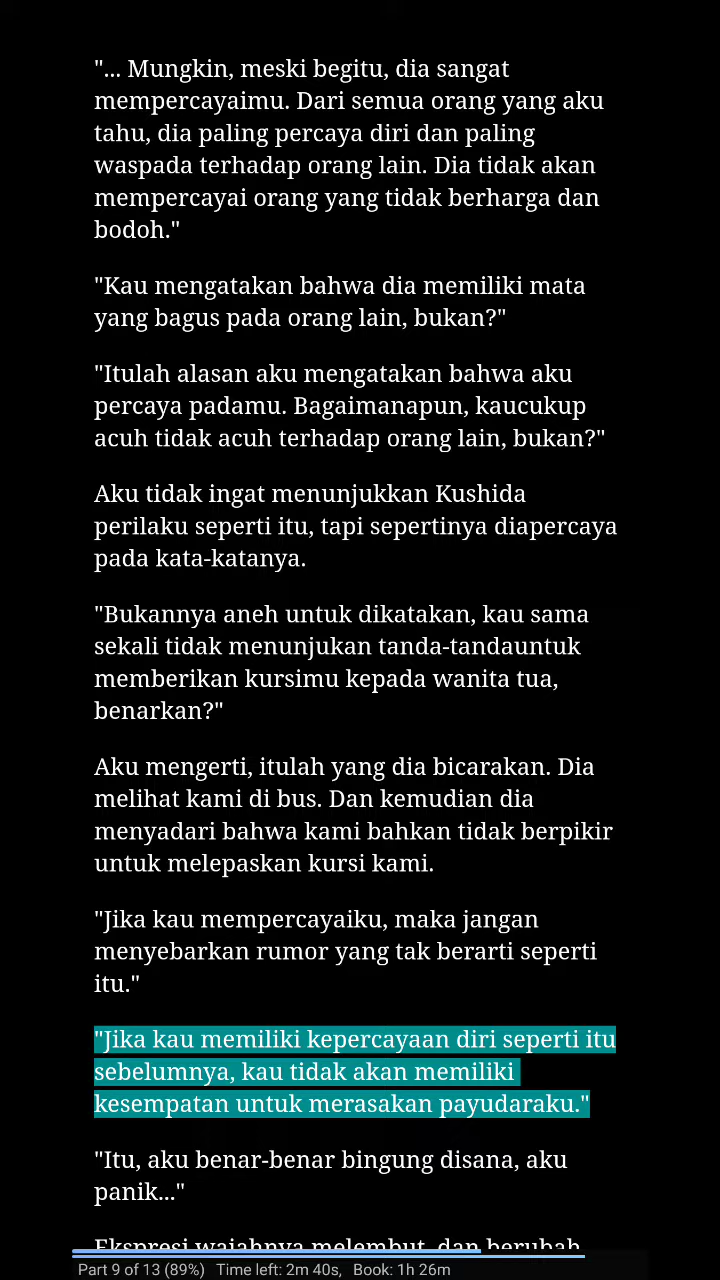 "... Mungkin, meski begitu, dia sangat
mempercayaimu. Dari semua orang yang aku
tahu, dia paling percaya diri dan paling
waspada terhadap orang lain. Dia tidak akan
mempercayai orang yang tidak berharga dan
bodoh."
"Kau mengatakan bahwa dia memiliki mata
yang bagus pada orang lain, bukan?"
"Itulah alasan aku mengatakan bahwa aku
percaya padamu. Bagaimanapun, kaucukup
acuh tidak acuh terhadap orang lain, bukan?"
Aku tidak ingat menunjukkan Kushida
perilaku seperti itu, tapi sepertinya diapercaya
pada kata-katanya.
"Bukannya aneh untuk dikatakan, kau sama
sekali tidak menunjukan tanda-tandauntuk
memberikan kursimu kepada wanita tua,
benarkan?"
Aku mengerti, itulah yang dia bicarakan. Dia
melihat kami di bus. Dan kemudian dia
menyadari bahwa kami bahkan tidak berpikir
untuk melepaskan kursi kami.
"Jika kau mempercayaiku, maka jangan
menyebarkan rumor yang tak berarti seperti
itu."
"Jika kau memiliki kepercayaan diri seperti itu
sebelumnya, kau tidak akan memiliki
kesempatan untuk merasakan payudaraku."
"Itu, aku benar-benar bingung disana, aku
panik..."
Ekspresi wajahnya melembut, dan berubah
Part 9 of 13 (89%) Time left: 2m 40s, Book: 1h 26m